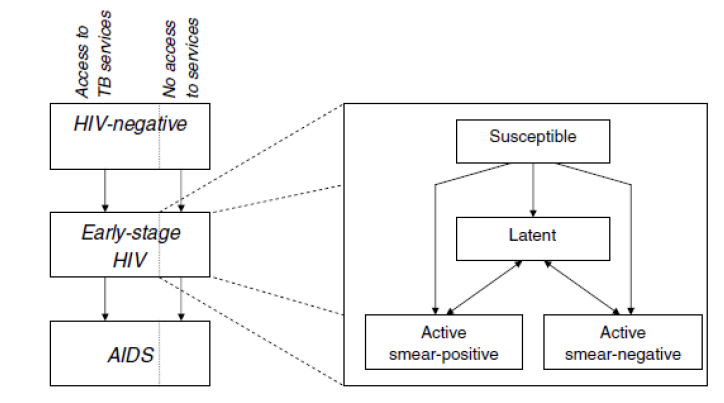 Access to
TB services
No access
to services
HIV-negative
Early-stage
HIV
AIDS
Susceptible
Latent
Active
smear-positive
Active
smear-negative